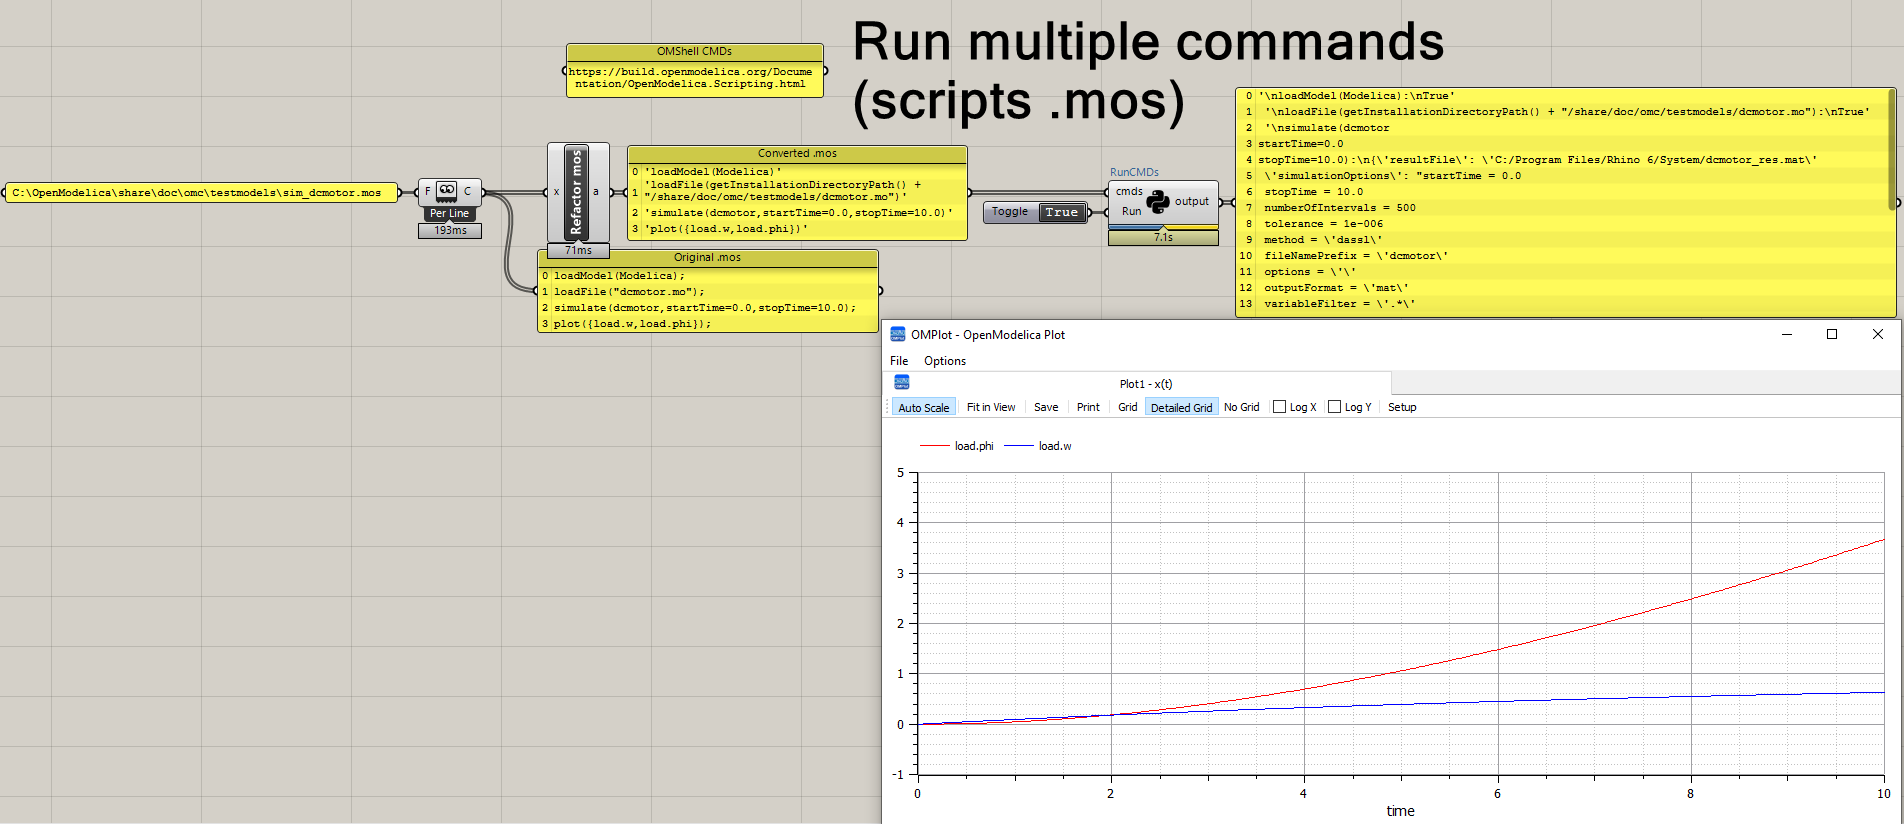 Run multiple commands
(scripts .mos)
OMShell CMDs
https://build.openmodelica.org/Docume
ntation/OpenModelica.Scripting.html
C:\OpenModelica\share\doc\omc\testmodels\sim_dcmotor.mos
F C
Per Line
193ms
x Refactor mos a
71ms
Converted .mos
0 'loadModel(Modelica)'
1 'loadFile(getInstallationDirectoryPath() +
"/share/doc/omc/testmodels/dcmotor.mo")'
2 'simulate(dcmotor,startTime=0.0,stopTime=10.0)'
3 'plot({load.w,load.phi})'
Original .mos
0 loadModel(Modelica);
1 loadFile("dcmotor.mo");
2 simulate(dcmotor,startTime=0.0,stopTime=10.0);
3 plot({load.w,load.phi});
Toggle True
RunCMDs
cmds
Run
output
7.1s
0 '\nloadModel(Modelica):\nTrue'
1 '\nloadFile(getInstallationDirectoryPath() + "/share/doc/omc/testmodels/dcmotor.mo"):\nTrue'
2 '\nsimulate(dcmotor
3 startTime=0.0
4 stopTime=10.0):\n{\'resultFile\': \'C:/Program Files/Rhino 6/System/dcmotor_res.mat\'
5 \'simulationOptions\': "startTime = 0.0
6 stopTime = 10.0
7 numberOfIntervals = 500
8 tolerance = 1e-006
9 method = \'dassl\'
10 fileNamePrefix = \'dcmotor\'
11 options = \'\'
12 outputFormat = \'mat\'
13 variableFilter = \'.*\'
OMPlot - OpenModelica Plot
File Options
Plot1 - x(t)
Auto Scale Fit in View Save Print Grid Detailed Grid No Grid Log X Log Y Setup
load.phi load.w
5
4
3
2
1
0
-1
0 2 4 6 8 10
time